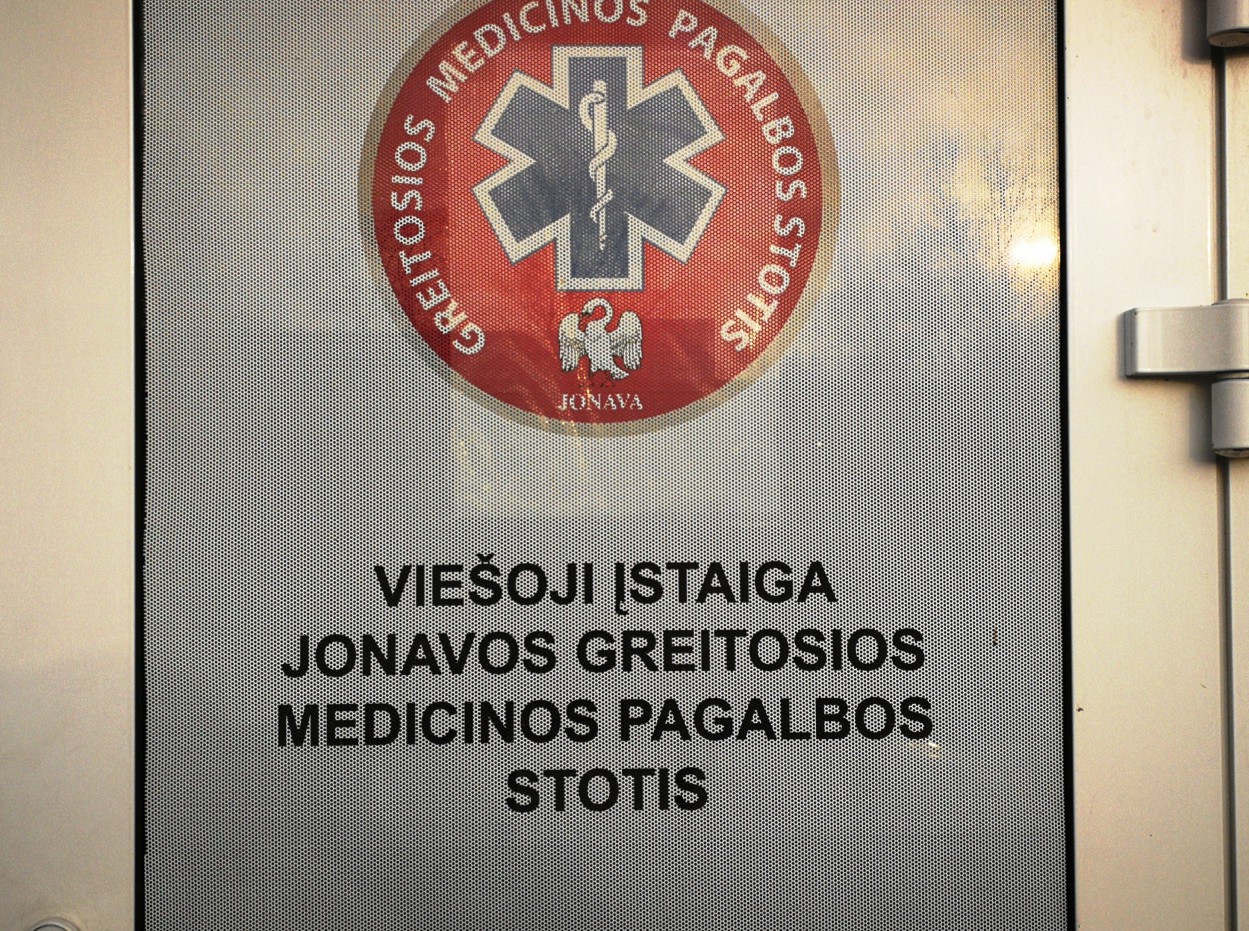 GREITOSIOS MEDICINOS PAGALBOS STOTIS
JONAVA
VIEŠOJI ĮSTAIGA
JONAVOS GREITOSIOS
MEDICINOS PAGALBOS
STOTIS